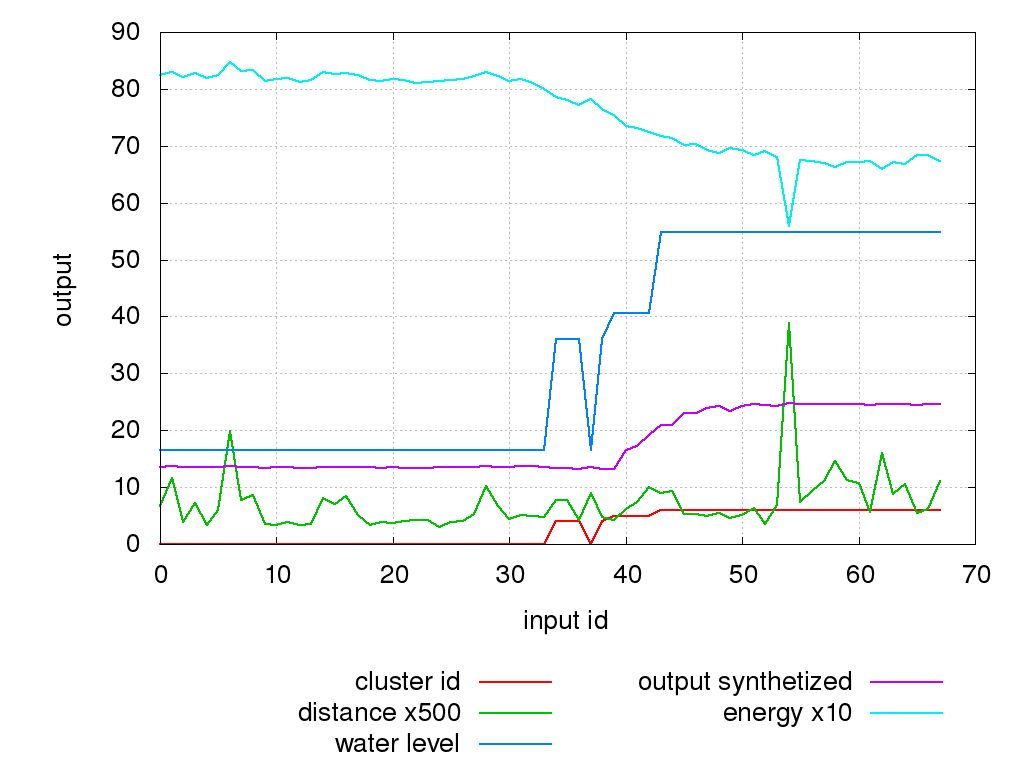 90
80
70
60
50
40
30
20
10
0
output
0 10 20 30 40 50 60 70
input id
cluster id
distance x500
water level
output synthetized
energy x10